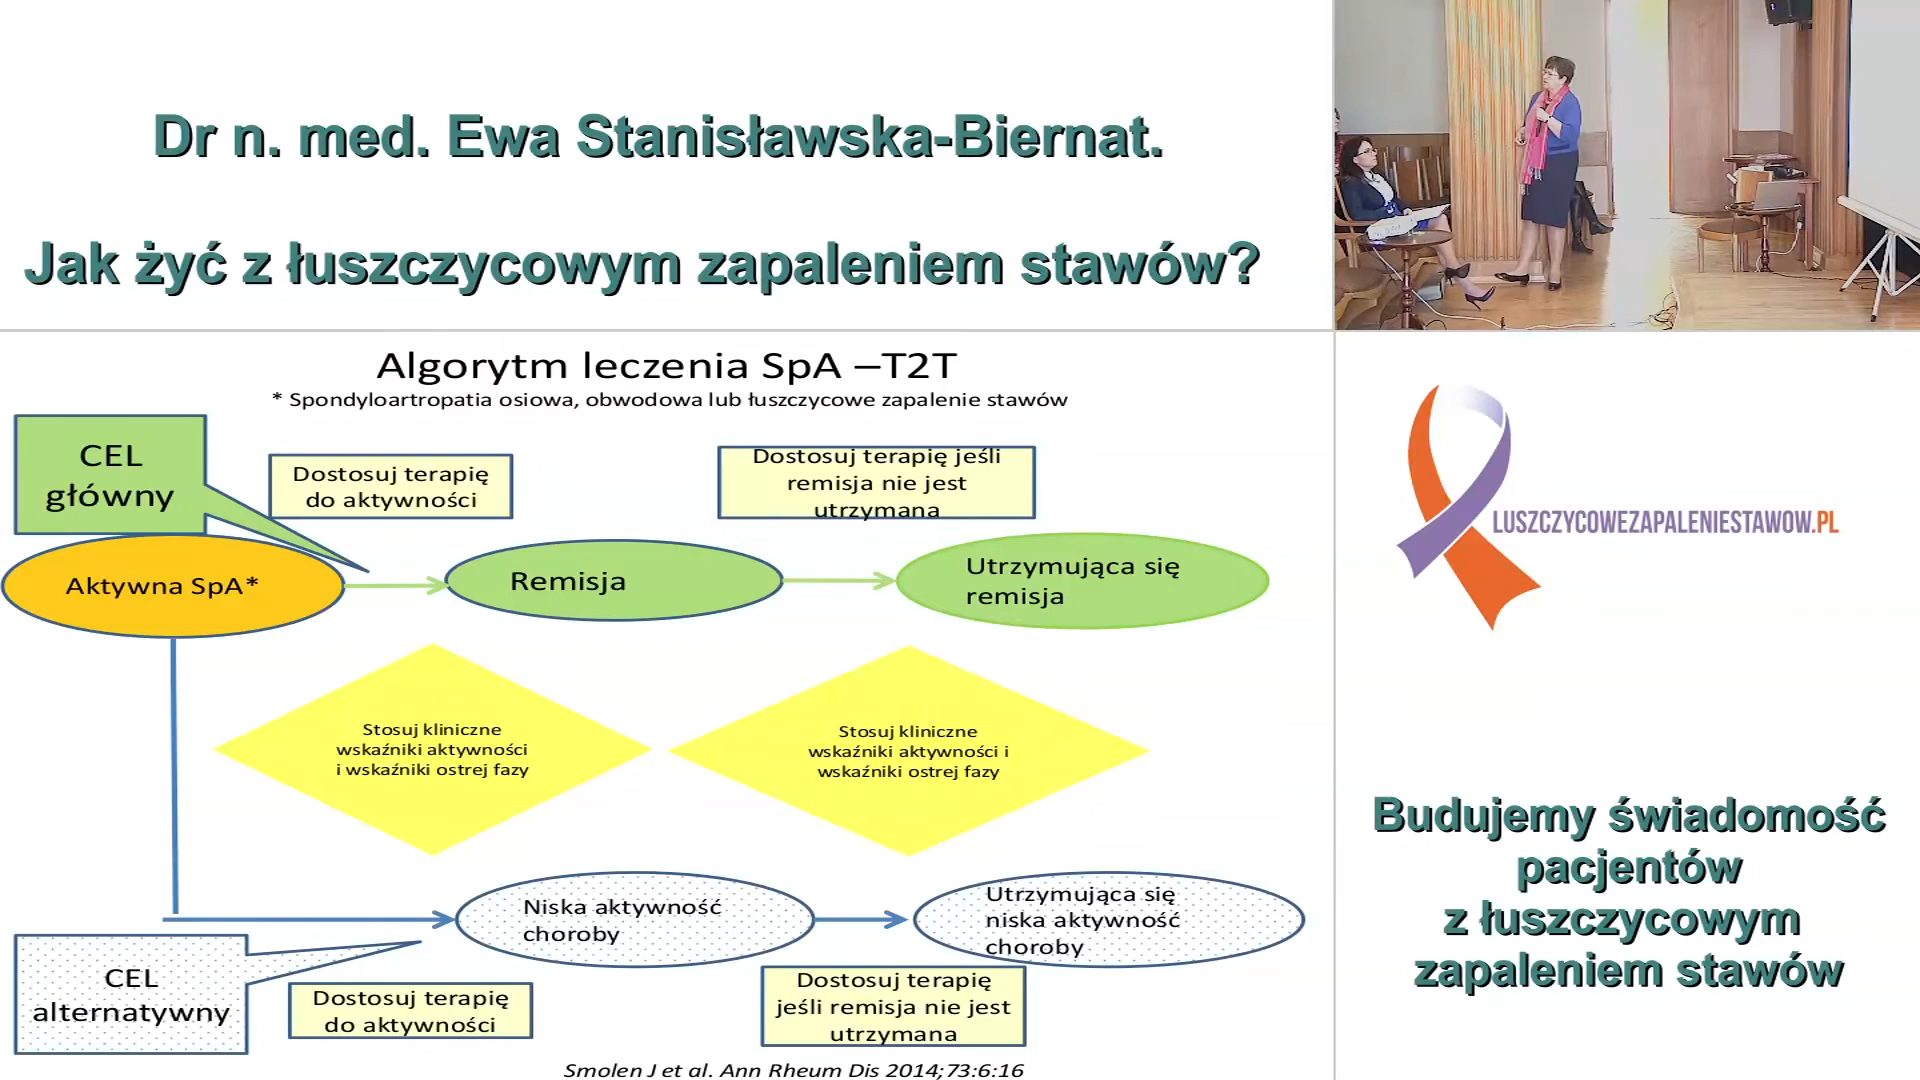 Dr n. med. Ewa Stanisławska-Biernat.
Jak żyć z łuszczycowym zapaleniem stawów?
Algorytm leczenia SpA –T2T
* Spondyloartropatia osiowa, obwodowa lub łuszczycowe zapalenie stawów
CEL
główny
Dostosuj terapię
do aktywności
Dostosuj terapię jeśli
remisja nie jest
utrzymana
Aktywna SpA*
Remisja
Utrzymująca się
remisja
Stosuj kliniczne
wskaźniki aktywności
i wskaźniki ostrej fazy
Stosuj kliniczne
wskaźniki aktywności i
wskaźniki ostrej fazy
Niska aktywność
choroby
Utrzymująca się
niska aktywność
choroby
CEL
alternatywny
Dostosuj terapię
do aktywności
Dostosuj terapię
jeśli remisja nie jest
utrzymana
Smolen J et al. Ann Rheum Dis 2014;73:6:16
LUSZCZYCOWEZAPALENIESTAWOW.PL
Budujemy świadomość
pacjentów
z łuszczycowym
zapaleniem stawów